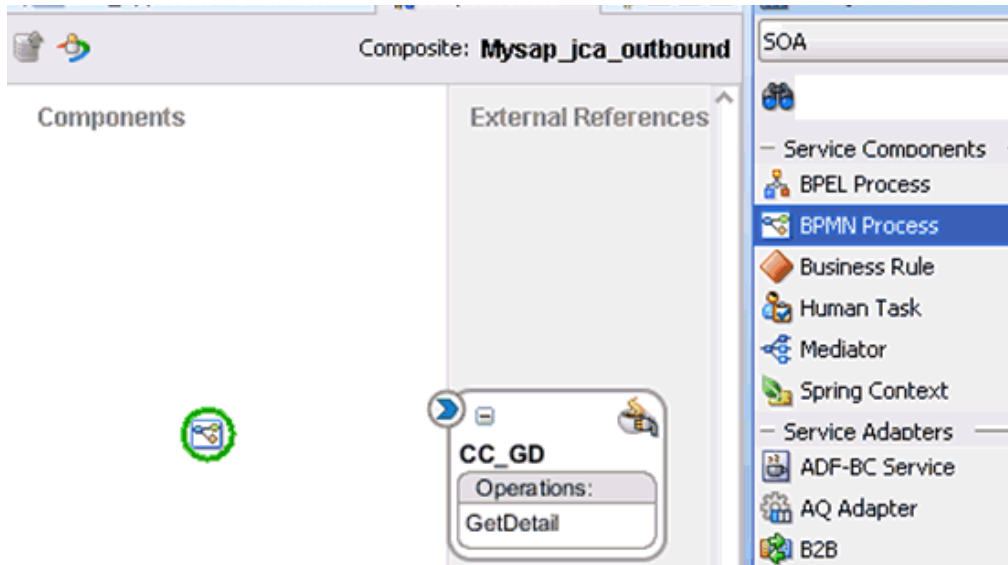 Composite: Mysap_jca_outbound
Components
External References
CC_GD
Operations:
GetDetail
SOA
Service Components
BPEL Process
BPMN Process
Business Rule
Human Task
Mediator
Spring Context
Service Adapters
ADF-BC Service
AQ Adapter
B2B